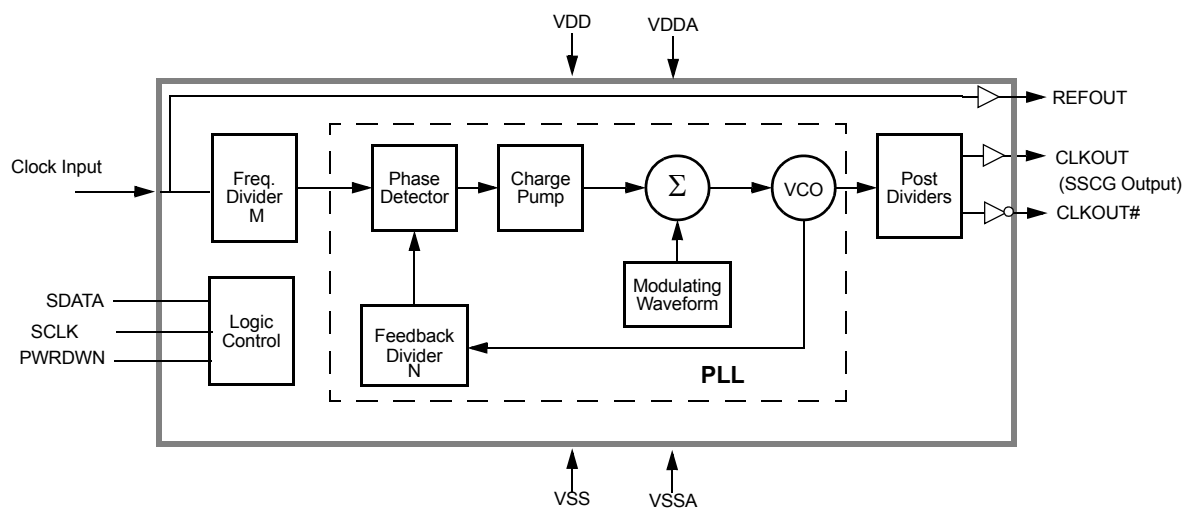 VDD
VDDA
REFOUT
Clock Input
Freq.
Divider
M
Phase
Detector
Charge
Pump
Σ
VCO
Post
Dividers
CLKOUT
(SSCG Output)
CLKOUT#
Modulating
Waveform
SDATA
SCLK
PWRDWN
Logic
Control
Feedback
Divider
N
PLL
VSS
VSSA